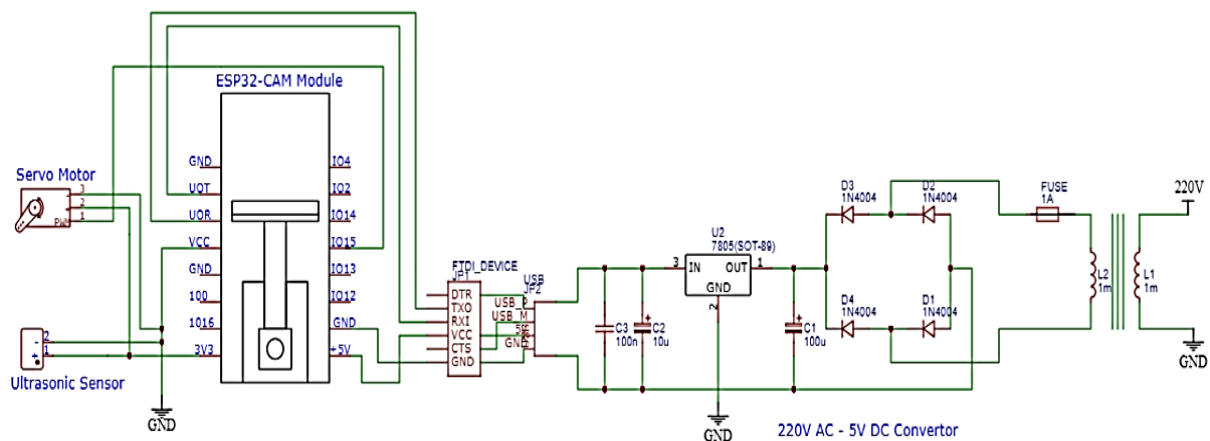 ESP32-CAM Module
GND
UOT
UOR
VCC
GND
100
1016
3V3
IO4
IO2
IO14
IO15
IO13
IO12
GND
+5V
Servo Motor
3
2
1
PWM
2
1
- 
+
Ultrasonic Sensor
GND
FTDI_DEVICE
JP1
DTR
TXO
RXI
VCC
CTS
GND
USB
JP2
USB_P
USB_M
C3
100n
C2
10u
U2
7805(SOT-89)
3
IN
OUT
1
GND
2
GND
C1
100u
D3
1N4004
D2
1N4004
D4
1N4004
D1
1N4004
FUSE
1A
L2
1m
L1
1m
220V
GND
220V AC - 5V DC Convertor